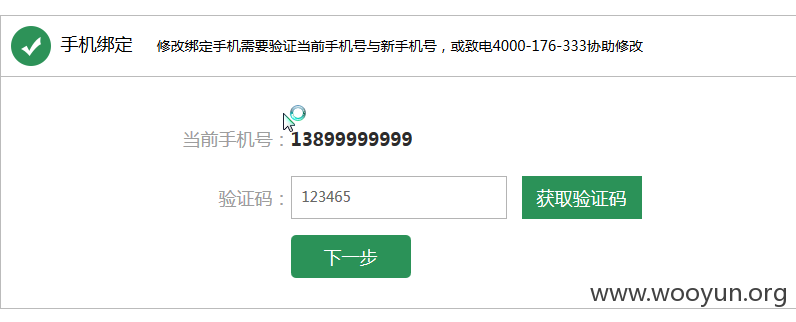 手机绑定 修改绑定手机需要验证当前手机号与新手机号，或致电4000-176-333协助修改
当前手机号：13899999999
验证码：123465 获取验证码
下一步
www.wooyun.org